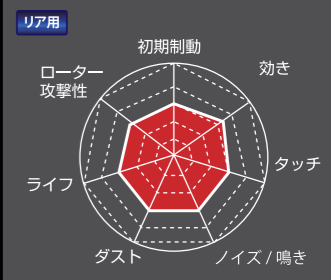 リア用
初期制動
ローター
攻撃性
効き
ライフ
タッチ
ダスト
ノイズ / 鳴き